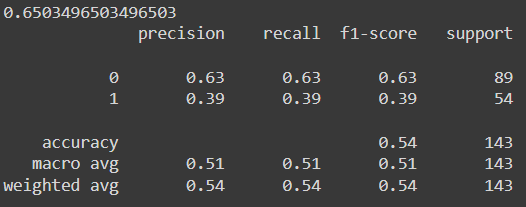 0.6503496503496503
precision recall f1-score support
0 0.63 0.63 0.63 89
1 0.39 0.39 0.39 54
accuracy 0.54 143
macro avg 0.51 0.51 0.51 143
weighted avg 0.54 0.54 0.54 143